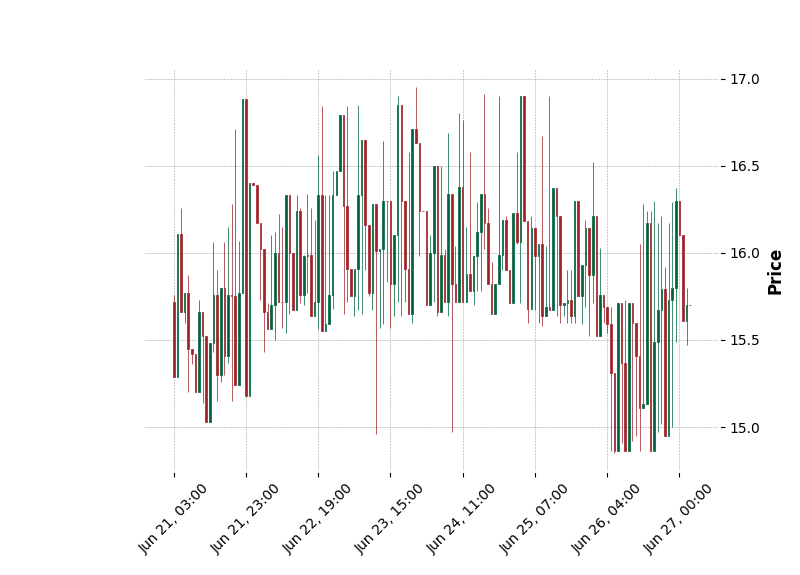 17.0
16.5
16.0
15.5
15.0
Price
Jun 21, 03:00
Jun 21, 23:00
Jun 22, 19:00
Jun 23, 15:00
Jun 24, 11:00
Jun 25, 07:00
Jun 26, 04:00
Jun 27, 00:00